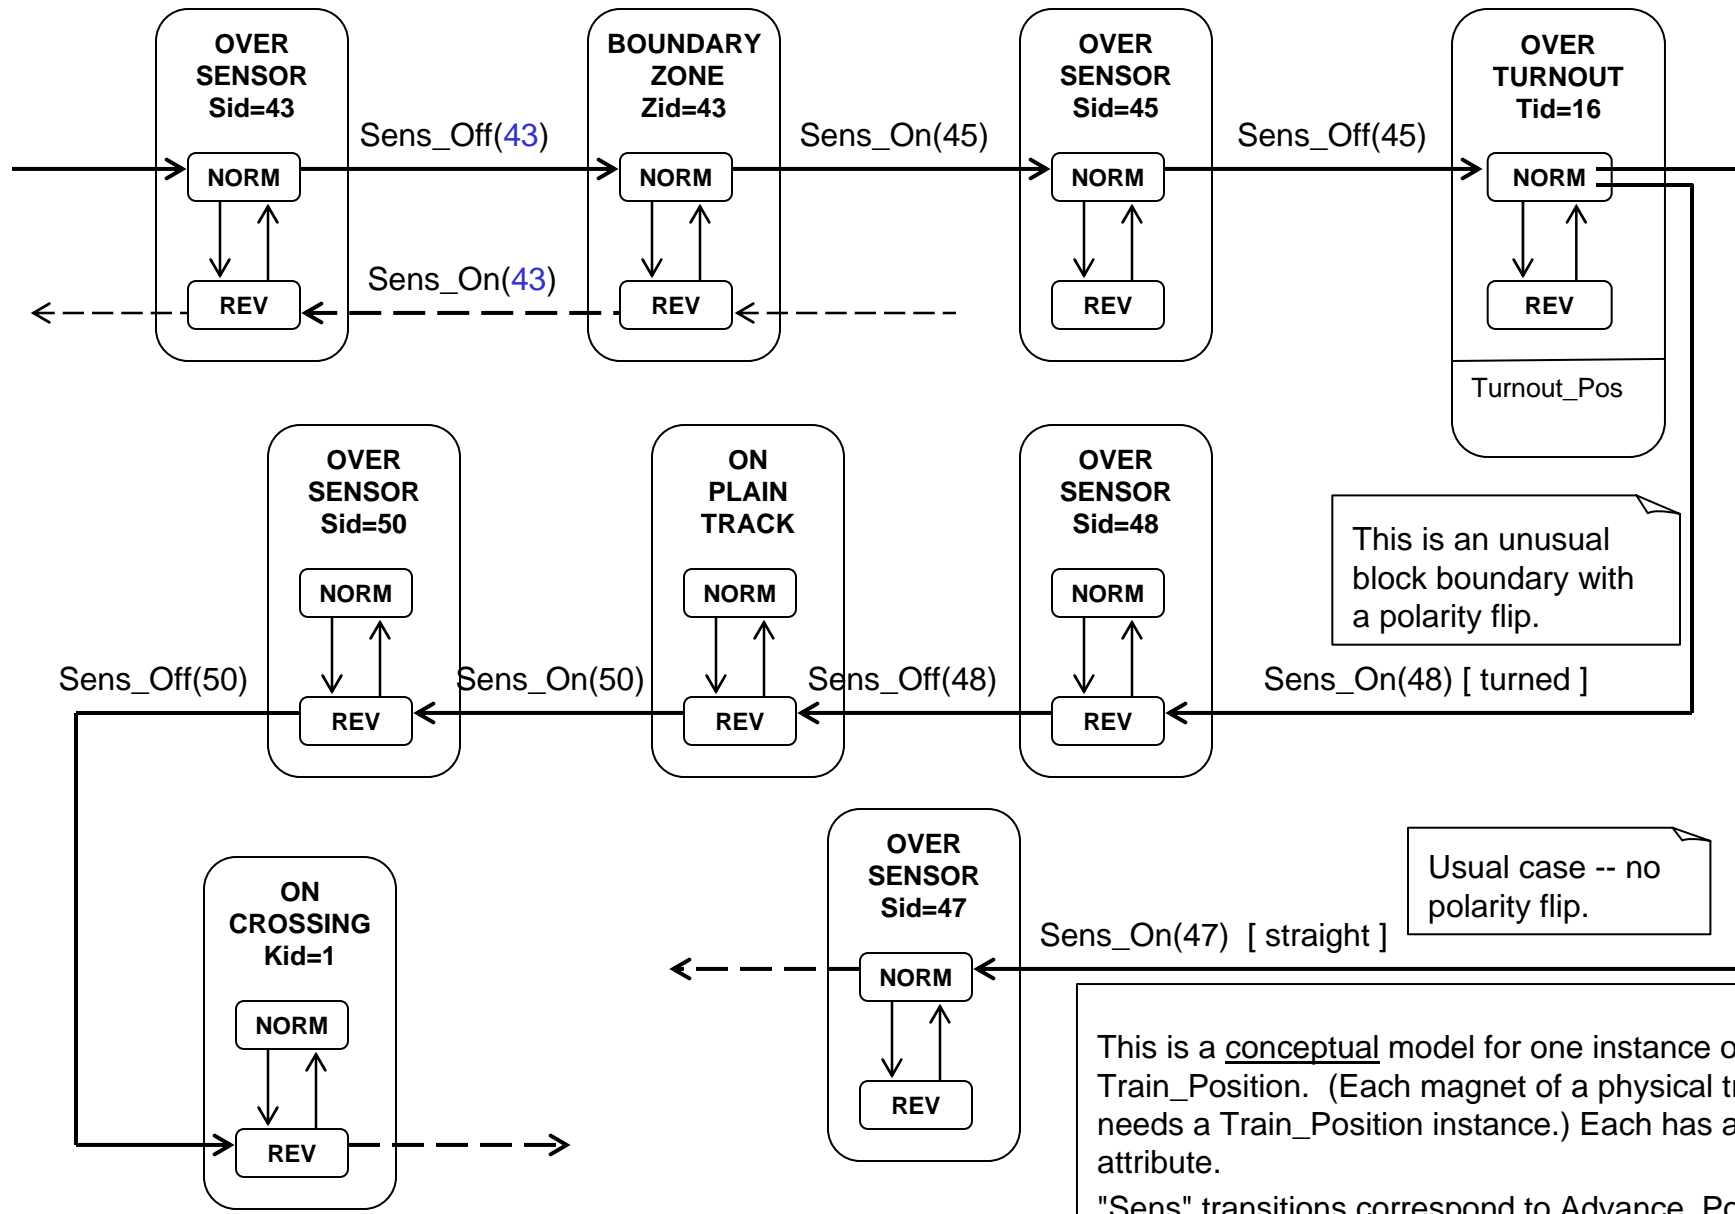 OVER
SENSOR
Sid=43
NORM
REV
Sens_Off(43)
Sens_On(43)
BOUNDARY
ZONE
Zid=43
NORM
REV
Sens_On(45)
OVER
SENSOR
Sid=45
NORM
REV
Sens_Off(45)
OVER
TURNOUT
Tid=16
NORM
REV
Turnout_Pos
OVER
SENSOR
Sid=50
NORM
REV
Sens_Off(50)
Sens_On(50)
ON
PLAIN
TRACK
NORM
REV
Sens_Off(48)
OVER
SENSOR
Sid=48
NORM
REV
Sens_On(48) [ turned ]
This is an unusual
block boundary with
a polarity flip.
ON
CROSSING
Kid=1
NORM
REV
OVER
SENSOR
Sid=47
NORM
REV
Sens_On(47) [ straight ]
Usual case -- no
polarity flip.
This is a conceptual model for one instance
Train_Position. (Each magnet of a physical
needs a Train_Position instance.) Each has
attribute.
"Sens" transitions correspond to